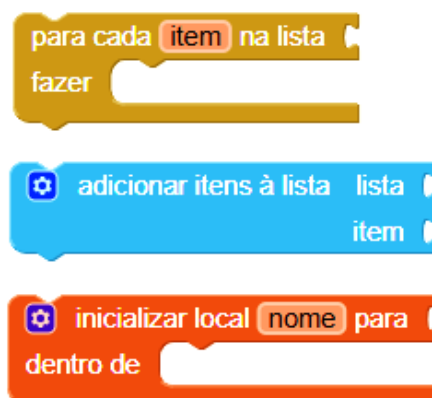 para cada item na lista
fazer
adicionar itens à lista lista
item
inicializar local nome para
dentro de